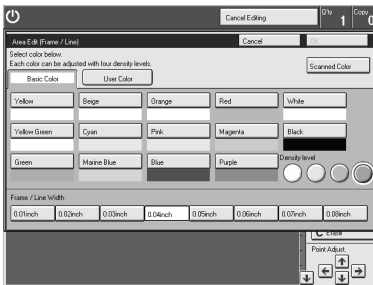 Cancel Editing
Q'ty 1
Copy 0
Area Edit (Frame / Line)
Cancel
OK
Select color below.
Each color can be adjusted with four density levels.
Scanned Color
Basic Color
User Color
Yellow
Beige
Orange
Red
White
Yellow Green
Cyan
Pink
Magenta
Black
Green
Marine Blue
Blue
Purple
Density level
Frame / Line Width
0.01inch
0.02inch
0.03inch
0.04inch
0.05inch
0.06inch
0.07inch
0.08inch
C Erase
Point Adjust.